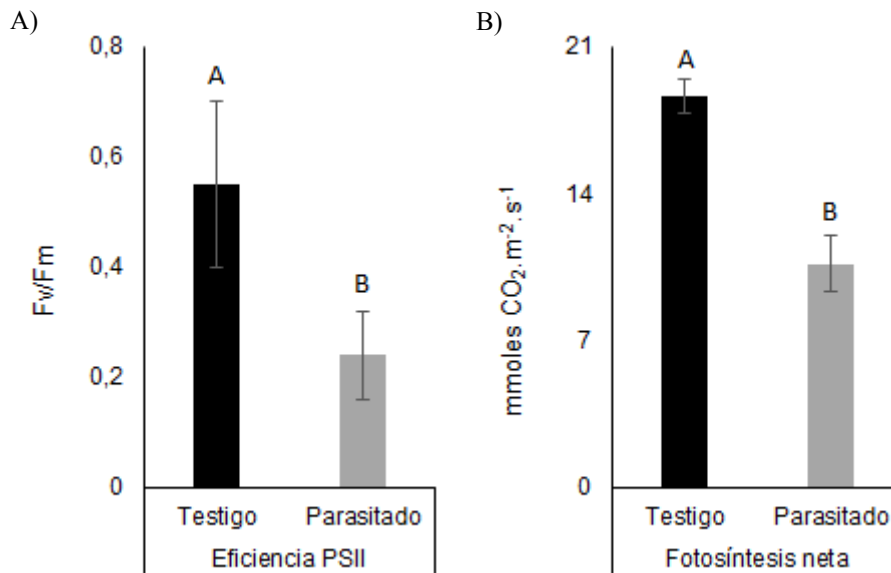 A)
0,8
0,6
0,4
0,2
0
Fv/Fm
A
B
Testigo
Parasitado
Eficiencia PSII
B)
21
14
7
0
mmoles CO₂.m⁻².s⁻¹
A
B
Testigo
Parasitado
Fotosíntesis neta